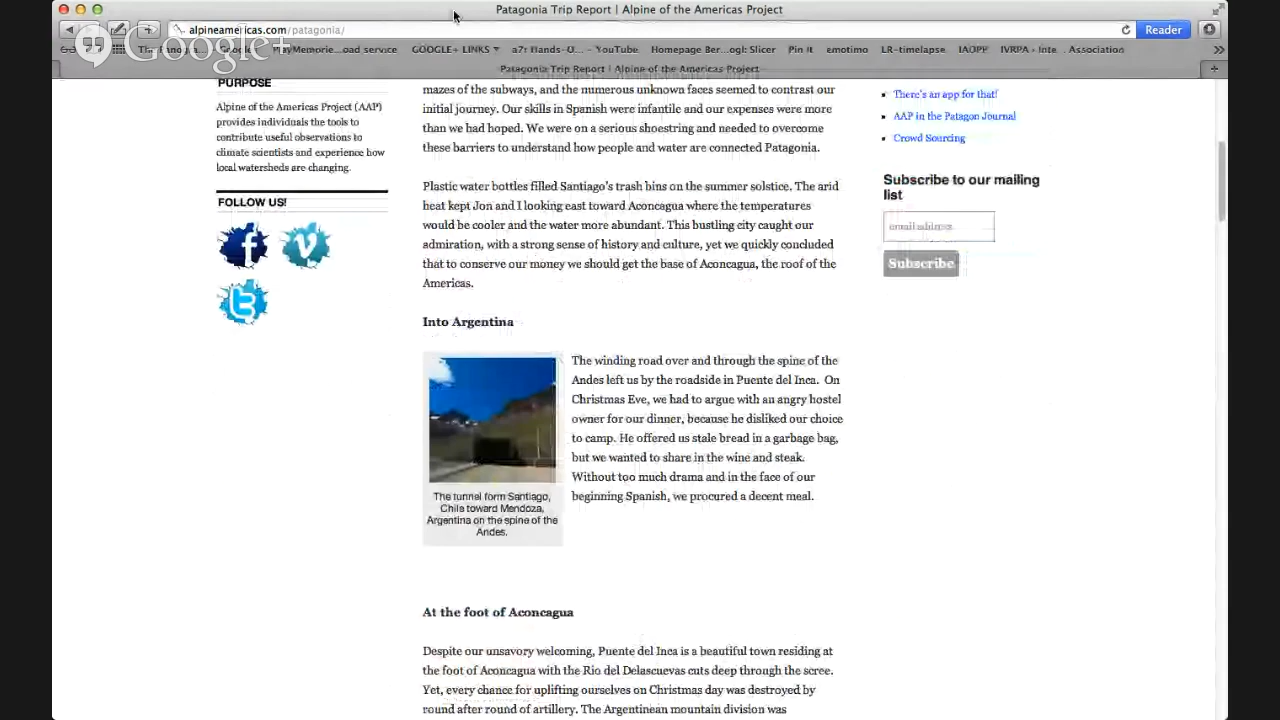 Patagonia Trip Report | Alpine of the Americas Project
alpineamericas.com/patagonia/
Reader
Google+
GOOGLE+ LINKS
a7r Hands-O... - YouTube
Pin It
emotimo
LR-timelapse
IAOPP
Patagonia Trip Report | Alpine of the Americas Project
PURPOSE
Alpine of the Americas Project (AAP)
provides individuals the tools to
contribute useful observations to
climate scientists and experience how
local watersheds are changing.
FOLLOW US!
mazes of the subways, and the numerous unknown faces seemed to contrast our
initial journey. Our skills in Spanish were infantile and our expenses were more
than we had hoped. We were on a serious shoestring and needed to overcome
these barriers to understand how people and water are connected Patagonia.
Plastic water bottles filled Santiago's trash bins on the summer solstice. The arid
heat kept Jon and I looking east toward Aconcagua where the temperatures
would be cooler and the water more abundant. This bustling city caught our
admiration, with a strong sense of history and culture, yet we quickly concluded
that to conserve our money we should get the base of Aconcagua, the roof of the
Americas.
Into Argentina
The winding road over and through the spine of the
Andes left us by the roadside in Puente del Inca. On
Christmas Eve, we had to argue with an angry hostel
owner for our dinner, because he disliked our choice
to camp. He offered us stale bread in a garbage bag,
but we wanted to share in the wine and steak.
Without too much drama and in the face of our
beginning Spanish, we procured a decent meal.
The tunnel form Santiago,
Chila toward Mendoza,
Argentina on the spine of the
Andes.
At the foot of Aconcagua
Despite our unsavory welcoming, Puente del Inca is a beautiful town residing at
the foot of Aconcagua with the Rio del Delascuevas cuts deep through the scree.
Yet, every chance for uplifting ourselves on Christmas day was destroyed by
round after round of artillery. The Argentinean mountain division was
There's an app for that!
AAP in the Patagon Journal
Crowd Sourcing
Subscribe to our mailing
list
email address
Subscribe